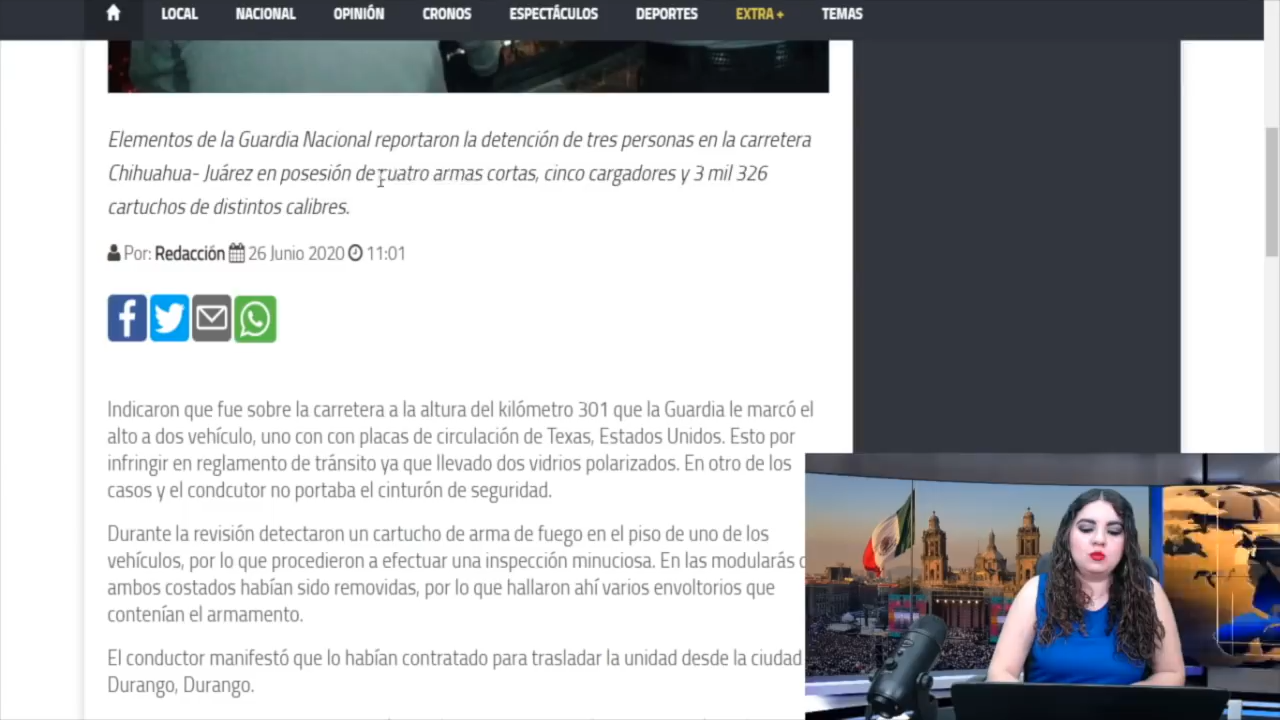 LOCAL NACIONAL OPINIÓN CRONOS ESPECTÁCULOS DEPORTES EXTRA + TEMAS
Elementos de la Guardia Nacional reportaron la detención de tres personas en la carretera
Chihuahua- Juárez en posesión de cuatro armas cortas, cinco cargadores y 3 mil 326
cartuchos de distintos calibres.
Por: Redacción 26 Junio 2020 11:01
Indicaron que fue sobre la carretera a la altura del kilómetro 301 que la Guardia le marcó el
alto a dos vehículo, uno con con placas de circulación de Texas, Estados Unidos. Esto por
infringir en reglamento de tránsito ya que llevado dos vidrios polarizados. En otro de los
casos y el condcutor no portaba el cinturón de seguridad.
Durante la revisión detectaron un cartucho de arma de fuego en el piso de uno de los
vehículos, por lo que procedieron a efectuar una inspección minuciosa. En las modularás
ambos costados habían sido removidas, por lo que hallaron ahí varios envoltorios que
contenían el armamento.
El conductor manifestó que lo habían contratado para trasladar la unidad desde la ciudad
Durango, Durango.